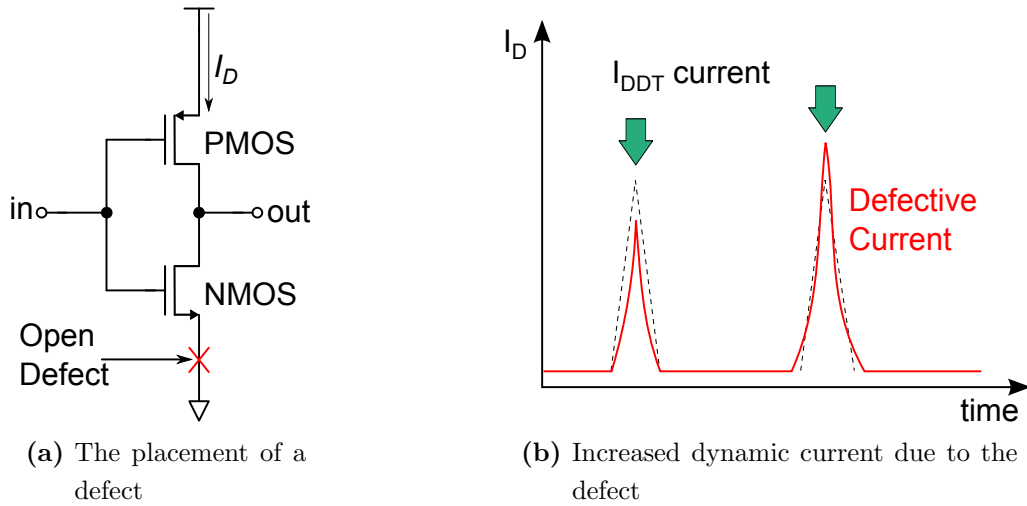 I_D
PMOS
in
out
NMOS
Open
Defect
(a) The placement of a
defect
I_D
I_DDT current
Defective
Current
time
(b) Increased dynamic current due to the
defect